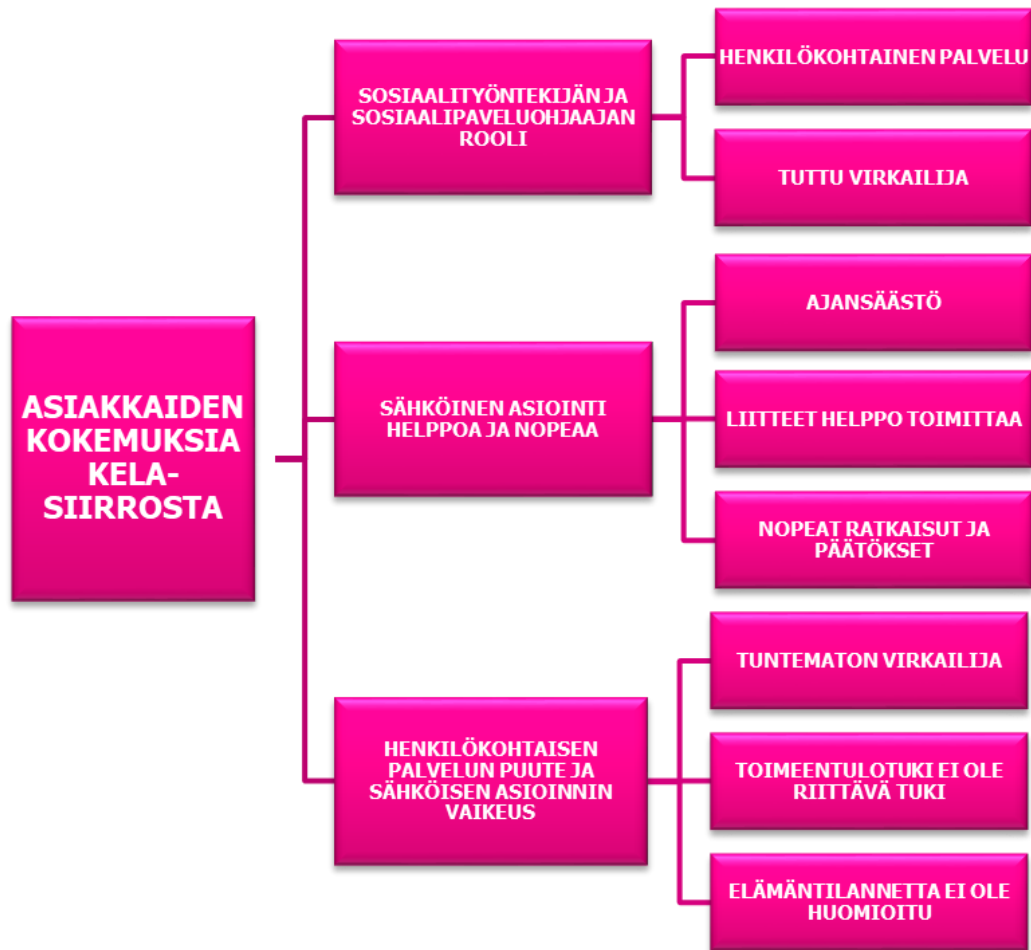 ASIAKKAIDEN
KOKEMUKSIA
KELA-
SIIRROSTA
SOSIAALITYÖNTEKIJÄN JA
SOSIAALIPAVELUOHJAAJAN
ROOLI
HENKILÖKOHTAINEN PALVELU
TUTTU VIRKAILIJA
SÄHKÖINEN ASIOINTI
HELPPOA JA NOPEAA
AJANSÄÄSTÖ
LIITTEET HELPPO TOIMITTAA
NOPEAT RATKAISUT JA
PÄÄTÖKSET
HENKILÖKOHTAISEN
PALVELUN PUUTE JA
SÄHKÖISEN ASIOINNIN
VAIKEUS
TUNTEMATON VIRKAILIJA
TOIMEENTULOTUKI EI OLE
RIITTÄVÄ TUKI
ELÄMÄNTILANNETTA EI OLE
HUOMIOITU